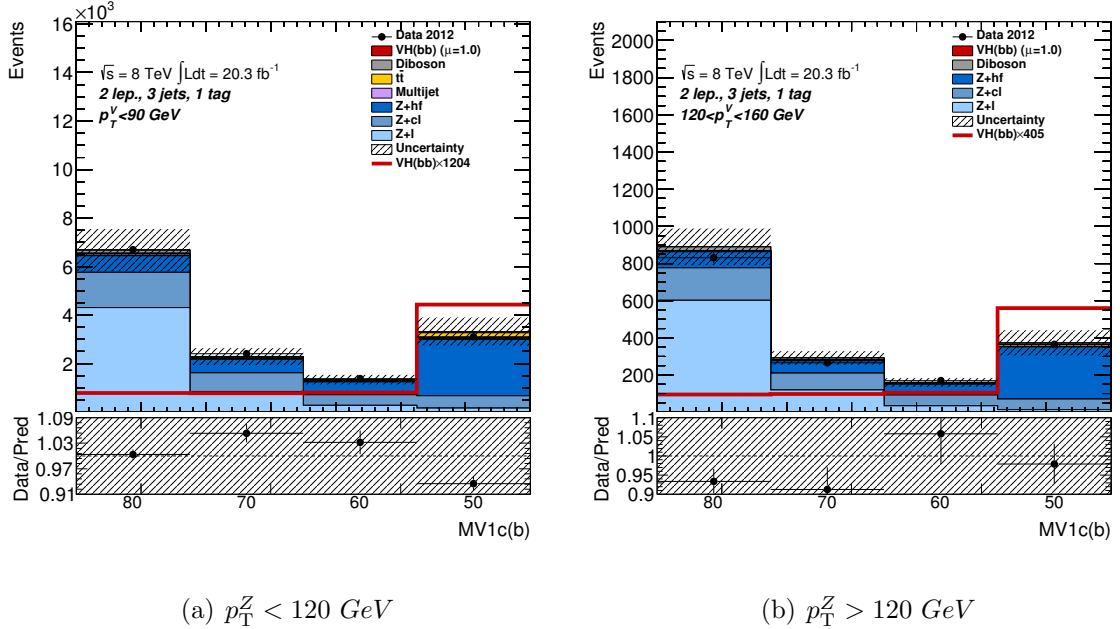 ×10³
Events
16
14
12
10
8
6
4
2
√s = 8 TeV ∫Ldt = 20.3 fb⁻¹
2 lep., 3 jets, 1 tag
p_T^V<90 GeV
Data 2012
VH(bb) (μ=1.0)
Diboson
tt̄
Multijet
Z+hf
Z+cl
Z+l
Uncertainty
VH(bb)×1204
Data/Pred
1.09
1.03
0.97
0.91
80 70 60 50
MV1c(b)
Events
2000
1800
1600
1400
1200
1000
800
600
400
200
√s = 8 TeV ∫Ldt = 20.3 fb⁻¹
2 lep., 3 jets, 1 tag
120<p_T^V<160 GeV
Data 2012
VH(bb) (μ=1.0)
Diboson
Z+hf
Z+cl
Z+l
Uncertainty
VH(bb)×405
Data/Pred
1.1
1.05
1
0.95
0.9
80 70 60 50
MV1c(b)
(a) p_T^Z < 120 GeV
(b) p_T^Z > 120 GeV